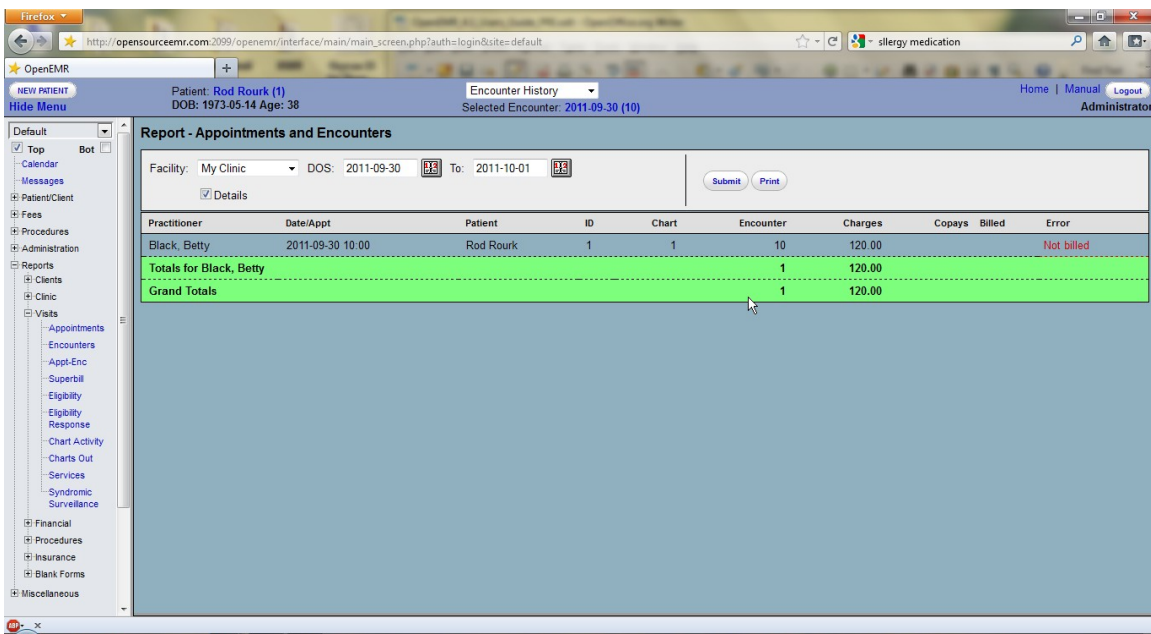 Firefox
http://opensourceemr.com:2099/openemr/interface/main/main_screen.php?auth=login&site=default
sllergy medication
OpenEMR
NEW PATIENT
Hide Menu
Patient: Rod Rourk (1)
DOB: 1973-05-14 Age: 38
Encounter History
Selected Encounter: 2011-09-30 (10)
Home | Manual Logout
Administrator
Default
Top Bot
Calendar
Messages
Patient/Client
Fees
Procedures
Administration
Reports
Clients
Clinic
Visits
Appointments
Encounters
Appt-Enc
Superbill
Eligibility
Eligibility
Response
Chart Activity
Charts Out
Services
Syndromic
Surveillance
Financial
Procedures
Insurance
Blank Forms
Miscellaneous
Report - Appointments and Encounters
Facility: My Clinic DOS: 2011-09-30 To: 2011-10-01
Details
Submit Print
Practitioner Date/Appt Patient ID Chart Encounter Charges Copays Billed Error
Black, Betty 2011-09-30 10:00 Rod Rourk 1 1 10 120.00 Not billed
Totals for Black, Betty 1 120.00
Grand Totals 1 120.00
ABP